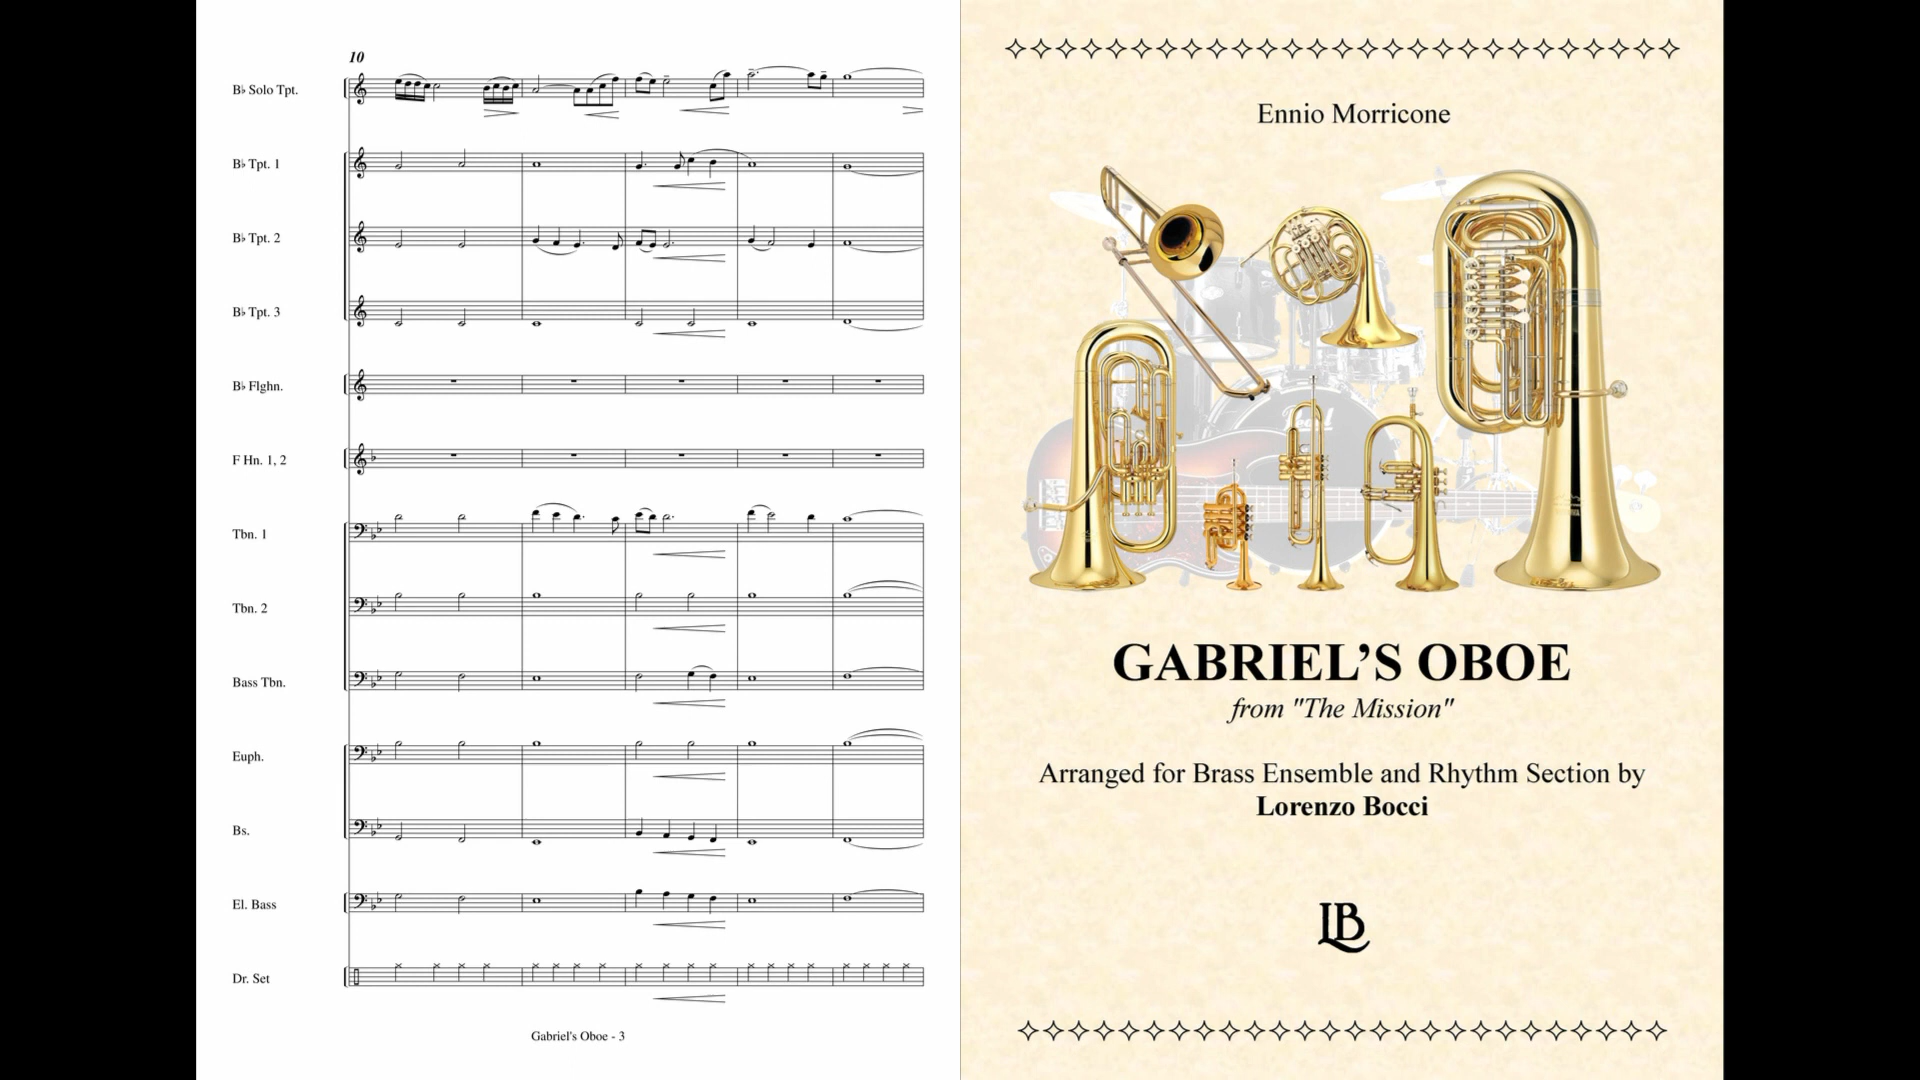 10
B♭ Solo Tpt.
B♭ Tpt. 1
B♭ Tpt. 2
B♭ Tpt. 3
B♭ Flghn.
F Hn. 1, 2
Tbn. 1
Tbn. 2
Bass Tbn.
Euph.
Bs.
El. Bass
Dr. Set
Gabriel's Oboe - 3
Ennio Morricone
GABRIEL’S OBOE
from "The Mission"
Arranged for Brass Ensemble and Rhythm Section by
Lorenzo Bocci
LB